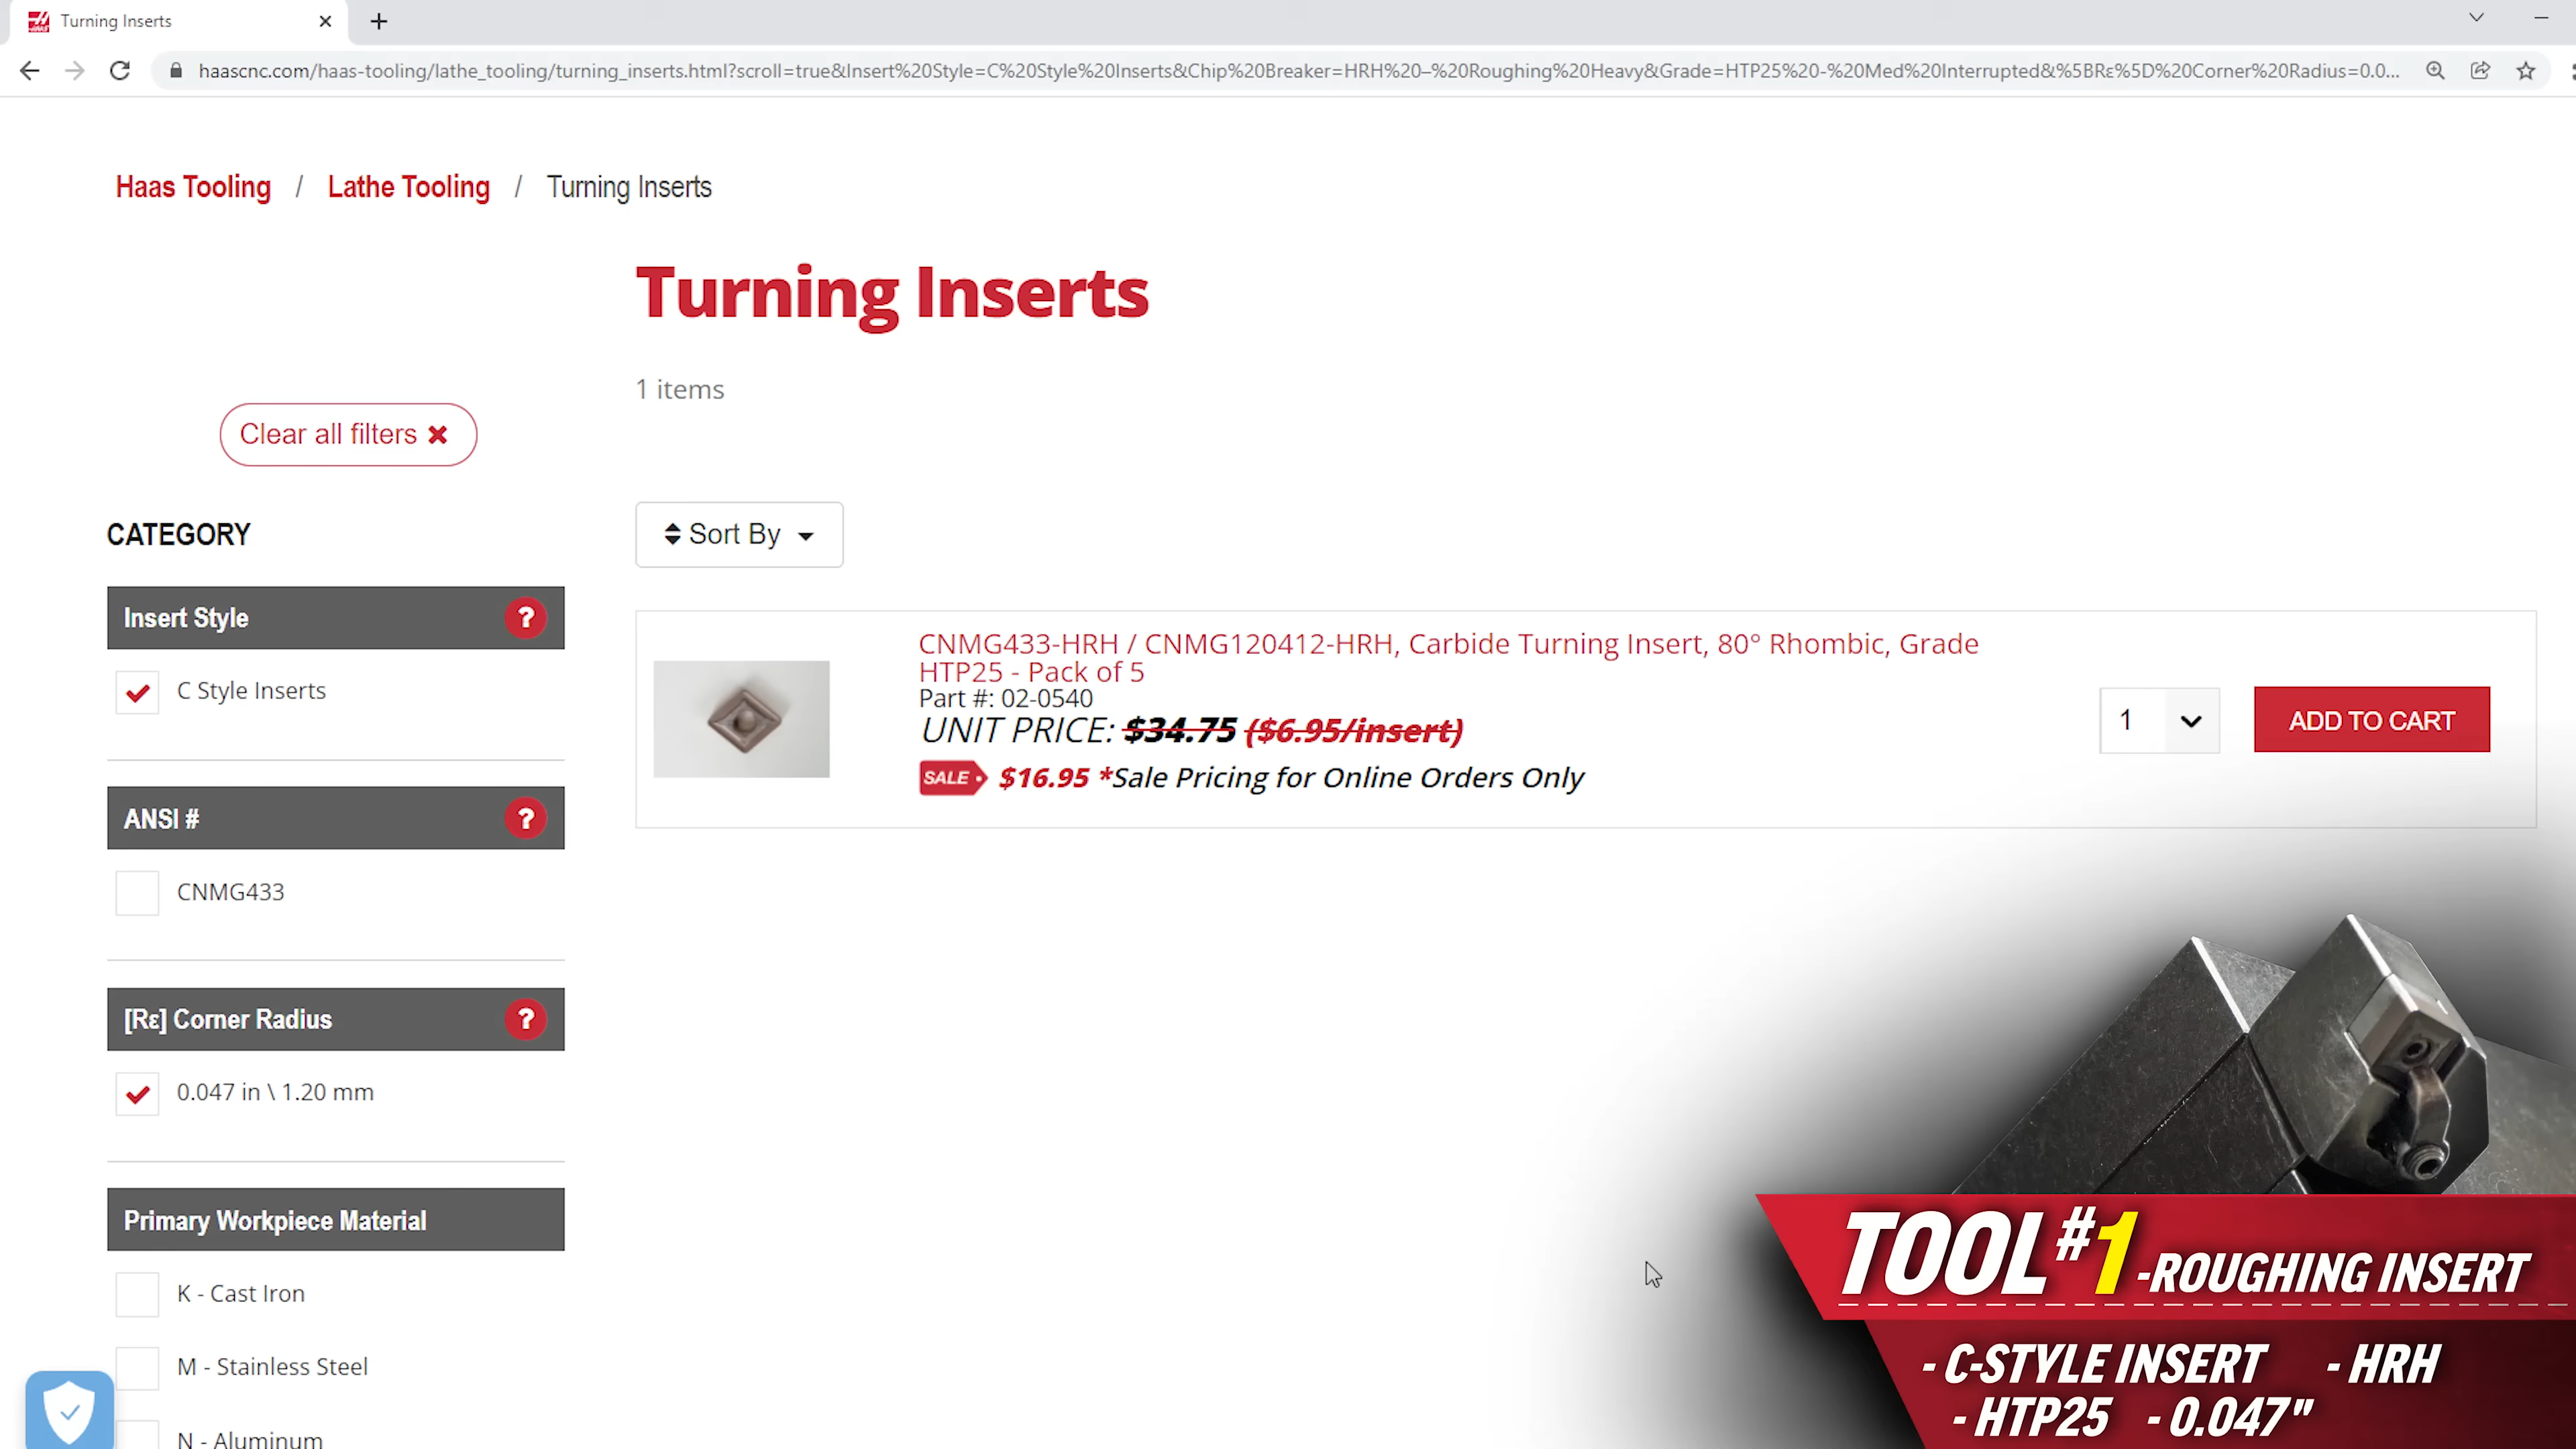 Turning Inserts
haascnc.com/haas-tooling/lathe_tooling/turning_inserts.html?scroll=true&Insert%20Style=C%20Style%20Inserts&Chip%20Breaker=HRH%20–%20Roughing%20Heavy&Grade=HTP25%20-%20Med%20Interrupted&%5BRε%5D%20Corner%20Radius=0.0...
Haas Tooling / Lathe Tooling / Turning Inserts
Turning Inserts
1 items
Clear all filters
Sort By
CATEGORY
Insert Style ?
C Style Inserts
ANSI # ?
CNMG433
[Rε] Corner Radius ?
0.047 in \ 1.20 mm
Primary Workpiece Material
K - Cast Iron
M - Stainless Steel
N - Aluminum
CNMG433-HRH / CNMG120412-HRH, Carbide Turning Insert, 80° Rhombic, Grade
HTP25 - Pack of 5
Part #: 02-0540
UNIT PRICE: $34.75 ($6.95/insert)
SALE $16.95 *Sale Pricing for Online Orders Only
1
ADD TO CART
TOOL #1 -ROUGHING INSERT
- C-STYLE INSERT - HRH
- HTP25 - 0.047"